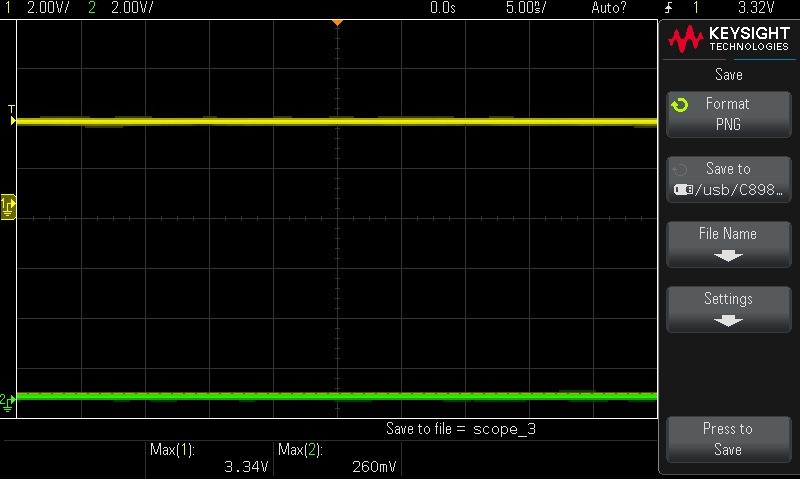 1 2.00V/ 2 2.00V/ 0.0s 5.00ms/ Auto? 1 3.32V
KEYSIGHT
TECHNOLOGIES
Save
Format
PNG
T
Save to
/usb/C898...
1
File Name
Settings
2
Save to file = scope_3
Press to
Save
Max(1):
3.34V
Max(2):
260mV